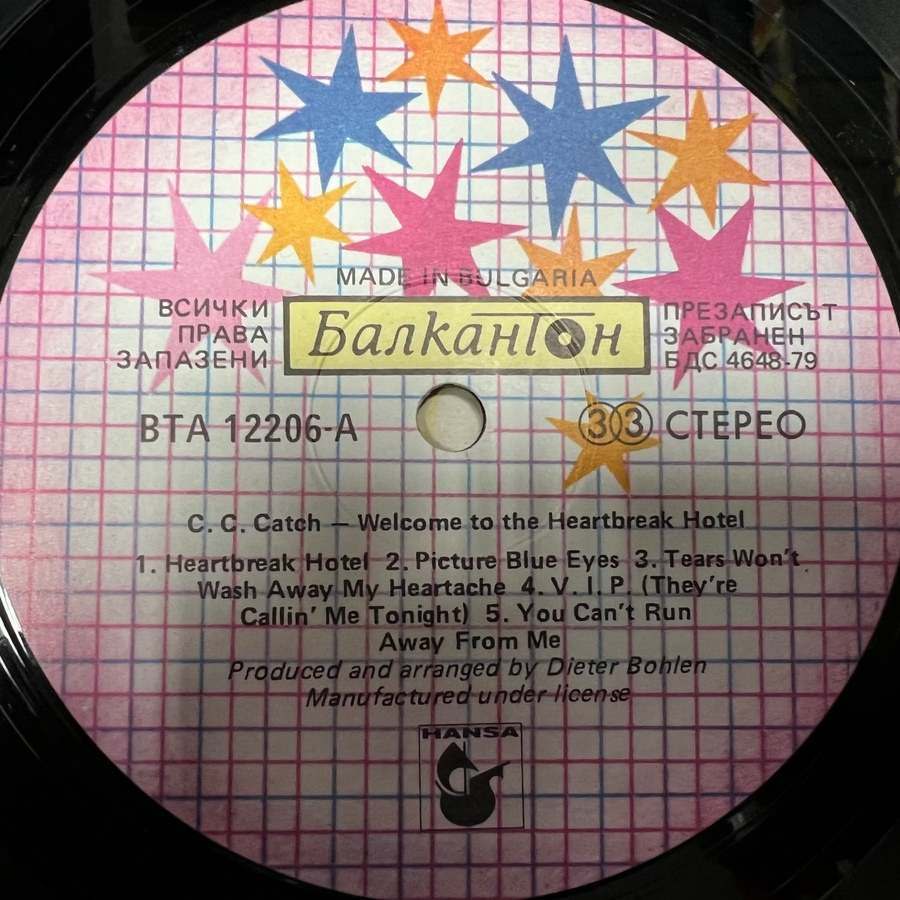 MADE IN BULGARIA
ВСИЧКИ
ПРАВА
ЗАПАЗЕНИ
Балкантон
ПРЕЗАПИСЪТ
ЗАБРАНЕН
БДС 4648-79
ВТА 12206-А
33 СТЕРЕО
C. C. Catch – Welcome to the Heartbreak Hotel
1. Heartbreak Hotel 2. Picture Blue Eyes 3. Tears Won't
Wash Away My Heartache 4. V. I. P. (They're
Callin' Me Tonight) 5. You Can't Run
Away From Me
Produced and arranged by Dieter Bohlen
Manufactured under license
HANSA